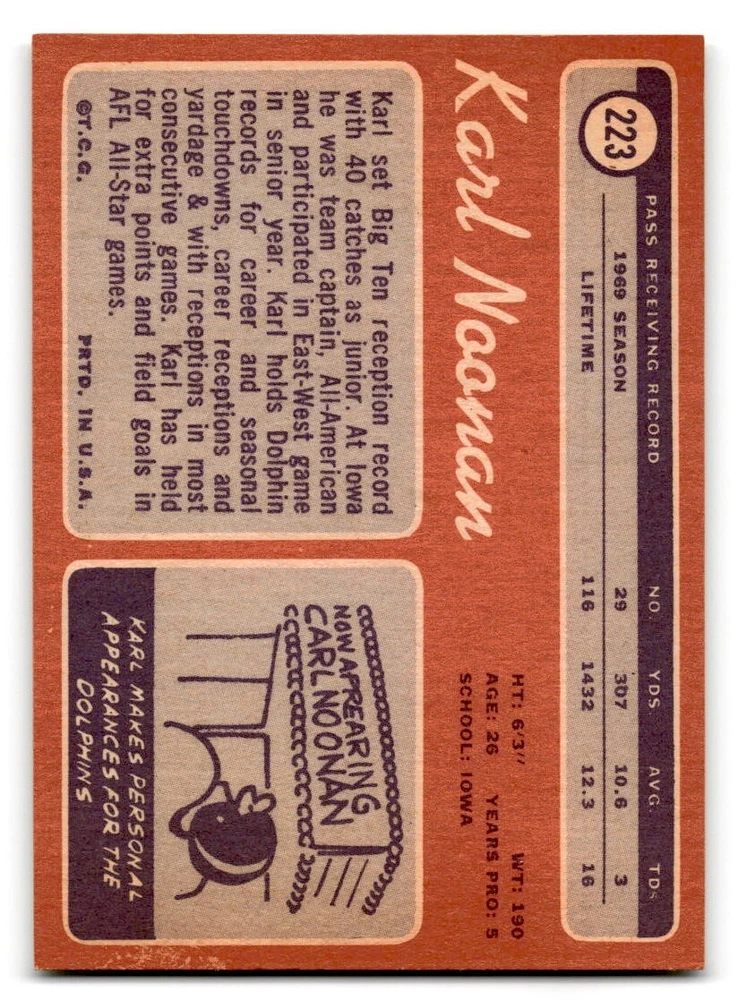 223
PASS RECEIVING RECORD NO. YDS AVG. TDs
1969 SEASON 29 307 10.6 3
LIFETIME 116 1432 12.3 16
Karl Noonan
HT: 6'3" WT: 190
AGE: 26 YEARS PRO: 5
SCHOOL: IOWA
Karl set Big Ten reception record
with 40 catches as junior. At Iowa
he was team captain, All-American
and participated in East-West game
in senior year. Karl holds Dolphin
records for career and seasonal
touchdowns, career receptions and
yardage & with receptions in most
consecutive games. Karl has held
for extra points and field goals in
AFL All-Star games.
©T.C.G. PRTD. IN U.S.A.
NOW APPEARING
CARL NOONAN
KARL MAKES PERSONAL
APPEARANCES FOR THE
DOLPHINS